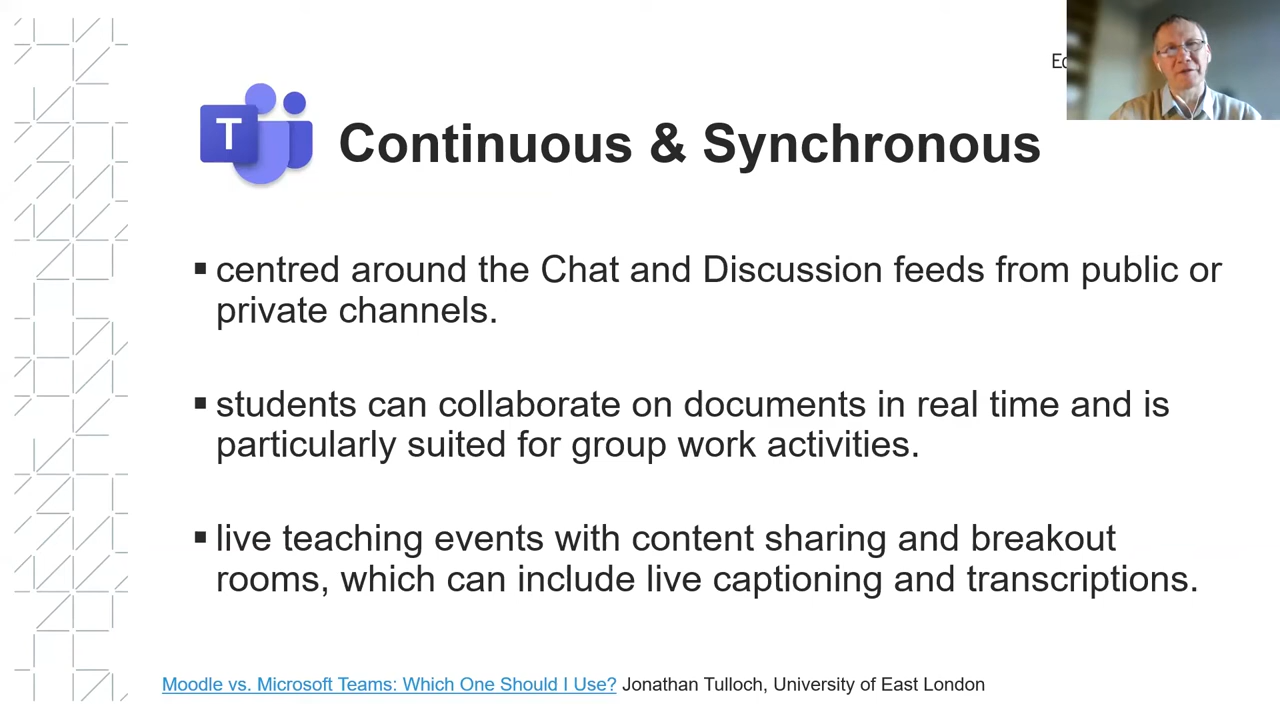 Continuous & Synchronous
T
▪ centred around the Chat and Discussion feeds from public or
private channels.
▪ students can collaborate on documents in real time and is
particularly suited for group work activities.
▪ live teaching events with content sharing and breakout
rooms, which can include live captioning and transcriptions.
Moodle vs. Microsoft Teams: Which One Should I Use? Jonathan Tulloch, University of East London